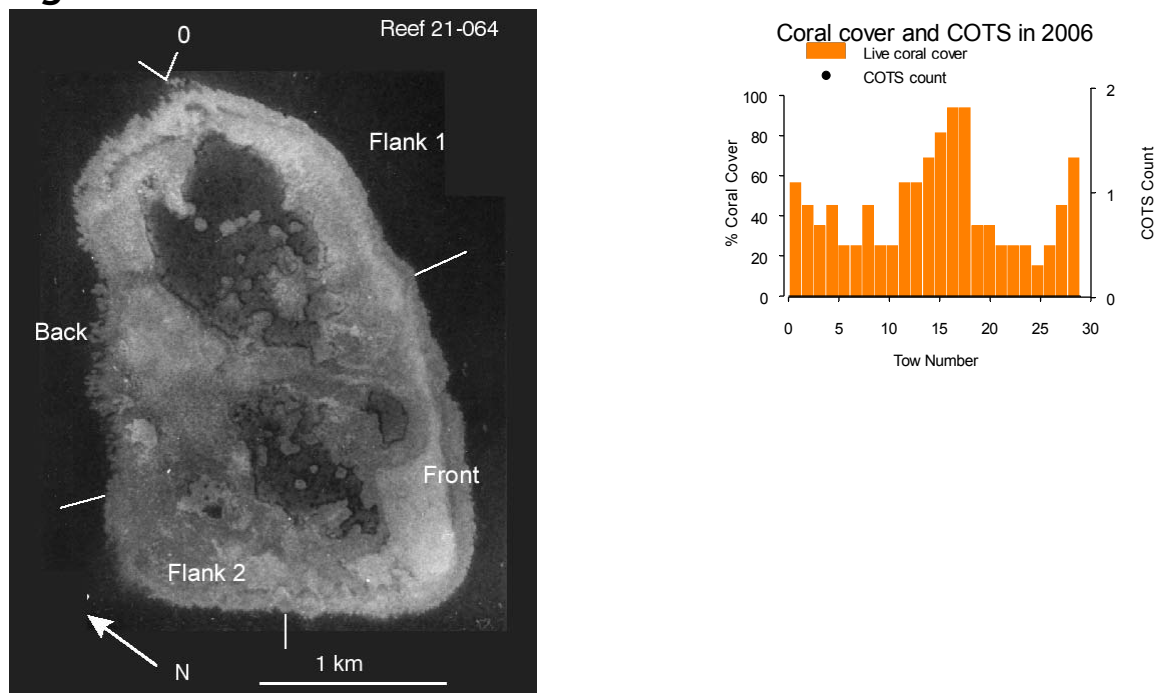 0
Reef 21-064
Flank 1
Back
Front
Flank 2
N
1 km
Coral cover and COTS in 2006
Live coral cover
COTS count
% Coral Cover
100
80
60
40
20
0
COTS Count
2
1
0
0 5 10 15 20 25 30
Tow Number